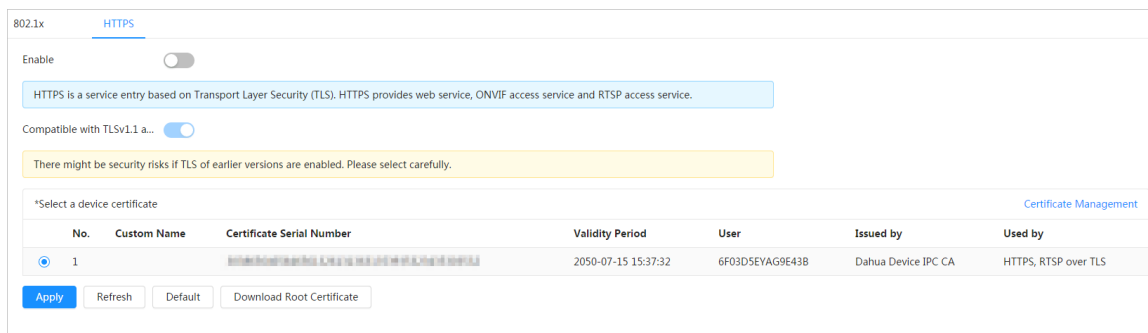 802.1x HTTPS
Enable
HTTPS is a service entry based on Transport Layer Security (TLS). HTTPS provides web service, ONVIF access service and RTSP access service.
Compatible with TLSv1.1 a...
There might be security risks if TLS of earlier versions are enabled. Please select carefully.
*Select a device certificate Certificate Management
No. Custom Name Certificate Serial Number Validity Period User Issued by Used by
1 2050-07-15 15:37:32 6F03D5EYAG9E43B Dahua Device IPC CA HTTPS, RTSP over TLS
Apply Refresh Default Download Root Certificate